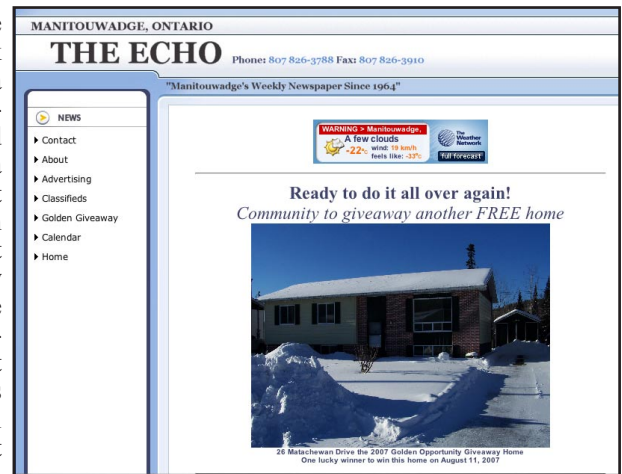 MANITOUWADGE, ONTARIO
THE ECHO Phone: 807 826-3788 Fax: 807 826-3910
"Manitouwadge's Weekly Newspaper Since 1964"
NEWS
Contact
About
Advertising
Classifieds
Golden Giveaway
Calendar
Home
WARNING > Manitouwadge,
A few clouds
-22°C wind: 19 km/h
feels like: -33°C
The Weather Network
full forecast
Ready to do it all over again!
Community to giveaway another FREE home
26 Matachewan Drive the 2007 Golden Opportunity Giveaway Home
One lucky winner to win this home on August 11, 2007